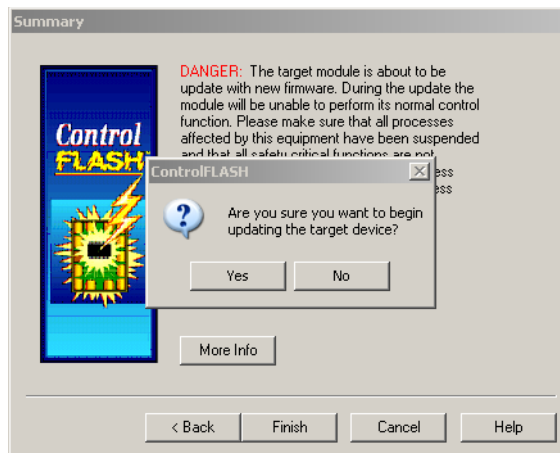 Summary
DANGER: The target module is about to be
update with new firmware. During the update the
module will be unable to perform its normal control
function. Please make sure that all processes
affected by this equipment have been suspended
and that all safety critical functions are not
ess
ess
Control
FLASH
ControlFLASH
Are you sure you want to begin
updating the target device?
Yes No
More Info
< Back Finish Cancel Help